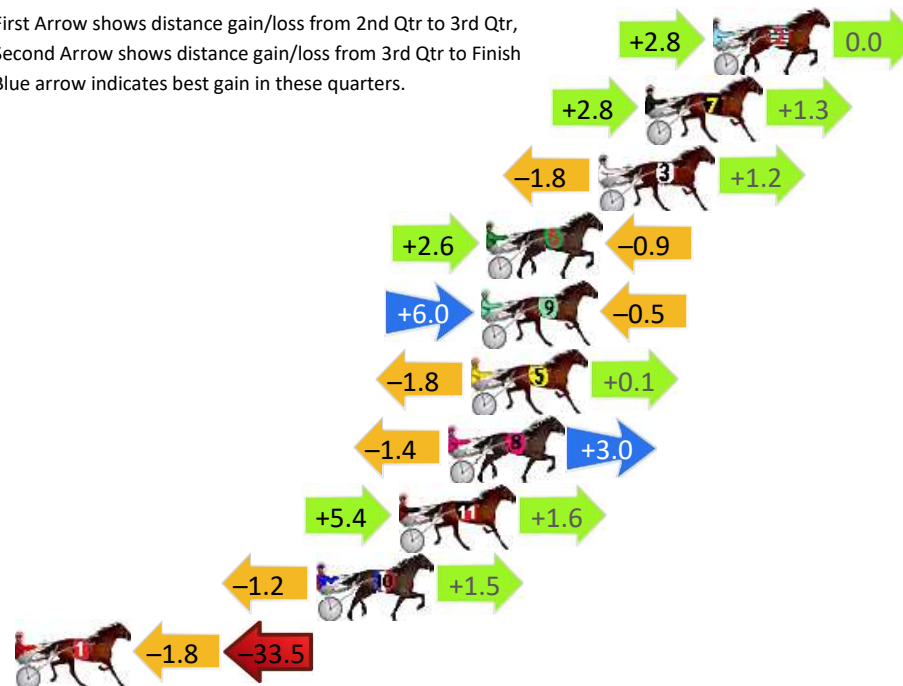 First Arrow shows distance gain/loss from 2nd Qtr to 3rd Qtr,
Second Arrow shows distance gain/loss from 3rd Qtr to Finish
Blue arrow indicates best gain in these quarters.
+2.8 2 0.0
+2.8 7 +1.3
–1.8 3 +1.2
+2.6 –0.9
+6.0 9 –0.5
–1.8 5 +0.1
–1.4 8 +3.0
+5.4 11 +1.6
–1.2 10 +1.5
1 –1.8 –33.5